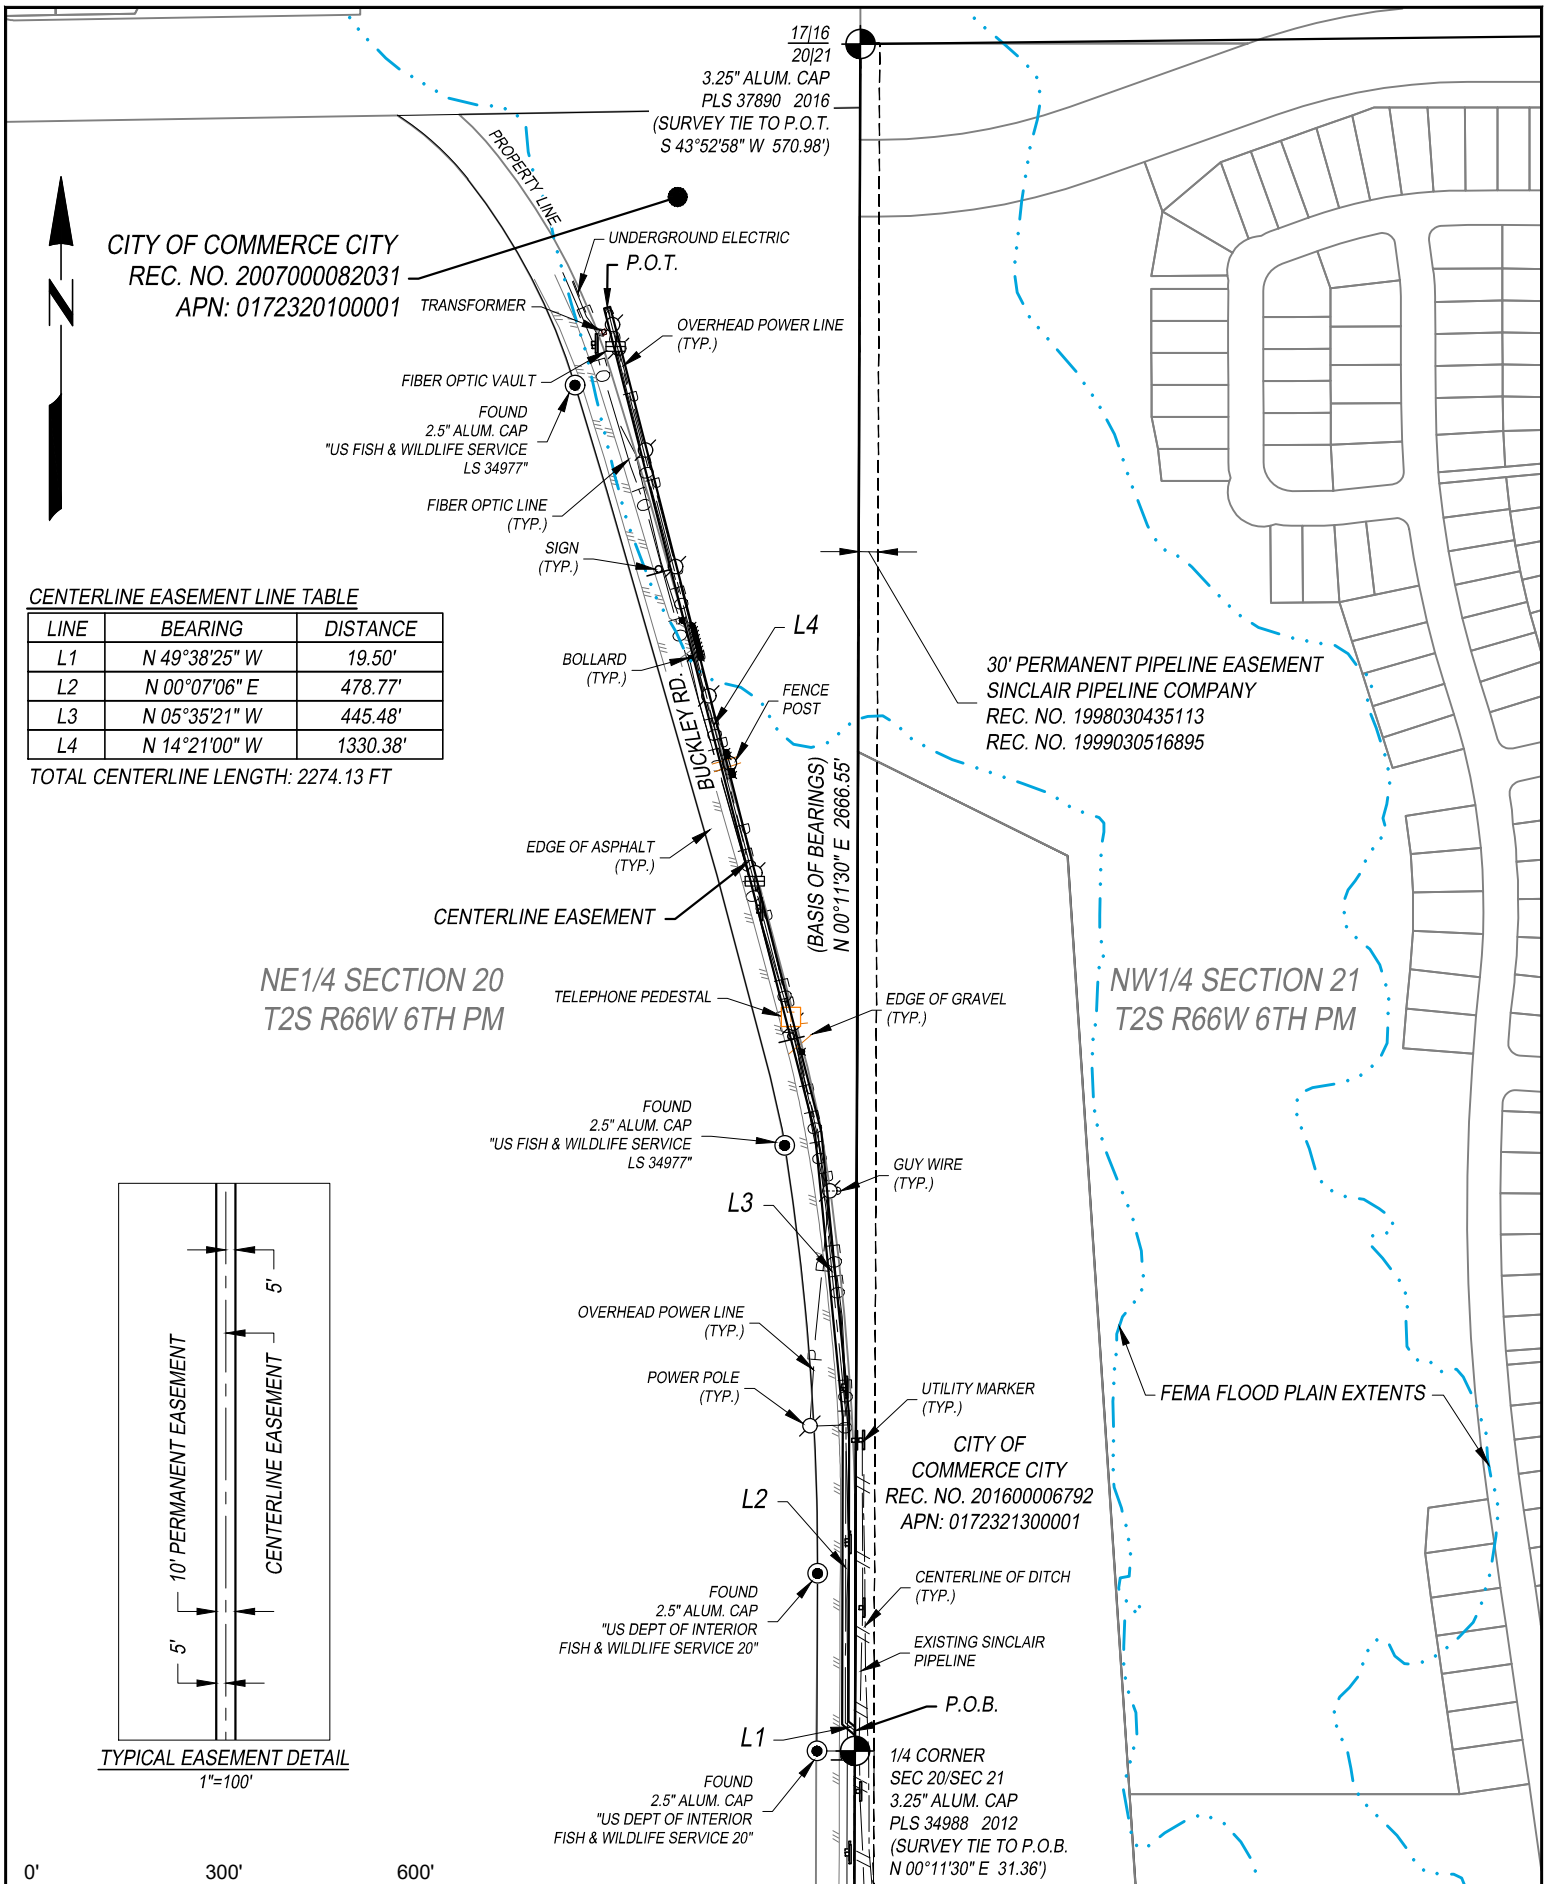 17|16
20|21
3.25" ALUM. CAP
PLS 37890 2016
(SURVEY TIE TO P.O.T.
S 43°52'58" W 570.98')
PROPERTY LINE
CITY OF COMMERCE CITY
REC. NO. 2007000082031
APN: 0172320100001
N
UNDERGROUND ELECTRIC
P.O.T.
TRANSFORMER
OVERHEAD POWER LINE
(TYP.)
FIBER OPTIC VAULT
FOUND
2.5" ALUM. CAP
"US FISH & WILDLIFE SERVICE
LS 34977"
FIBER OPTIC LINE
(TYP.)
SIGN
(TYP.)
CENTERLINE EASEMENT LINE TABLE
LINE BEARING DISTANCE
L1 N 49°38'25" W 19.50'
L2 N 00°07'06" E 478.77'
L3 N 05°35'21" W 445.48'
L4 N 14°21'00" W 1330.38'
TOTAL CENTERLINE LENGTH: 2274.13 FT
L4
BOLLARD
(TYP.)
BUCKLEY RD.
FENCE
POST
30' PERMANENT PIPELINE EASEMENT
SINCLAIR PIPELINE COMPANY
REC. NO. 1998030435113
REC. NO. 1999030516895
(BASIS OF BEARINGS)
N 00°11'30" E 2666.55'
EDGE OF ASPHALT
(TYP.)
CENTERLINE EASEMENT
NE1/4 SECTION 20
T2S R66W 6TH PM
NW1/4 SECTION 21
T2S R66W 6TH PM
TELEPHONE PEDESTAL
EDGE OF GRAVEL
(TYP.)
FOUND
2.5" ALUM. CAP
"US FISH & WILDLIFE SERVICE
LS 34977"
GUY WIRE
(TYP.)
L3
OVERHEAD POWER LINE
(TYP.)
POWER POLE
(TYP.)
UTILITY MARKER
(TYP.)
FEMA FLOOD PLAIN EXTENTS
CITY OF
COMMERCE CITY
REC. NO. 201600006792
APN: 0172321300001
L2
CENTERLINE OF DITCH
(TYP.)
FOUND
2.5" ALUM. CAP
"US DEPT OF INTERIOR
FISH & WILDLIFE SERVICE 20"
EXISTING SINCLAIR
PIPELINE
P.O.B.
L1
1/4 CORNER
SEC 20/SEC 21
3.25" ALUM. CAP
PLS 34988 2012
(SURVEY TIE TO P.O.B.
N 00°11'30" E 31.36')
FOUND
2.5" ALUM. CAP
"US DEPT OF INTERIOR
FISH & WILDLIFE SERVICE 20"
5'
10' PERMANENT EASEMENT
CENTERLINE EASEMENT
5'
TYPICAL EASEMENT DETAIL
1"=100'
0' 300' 600'